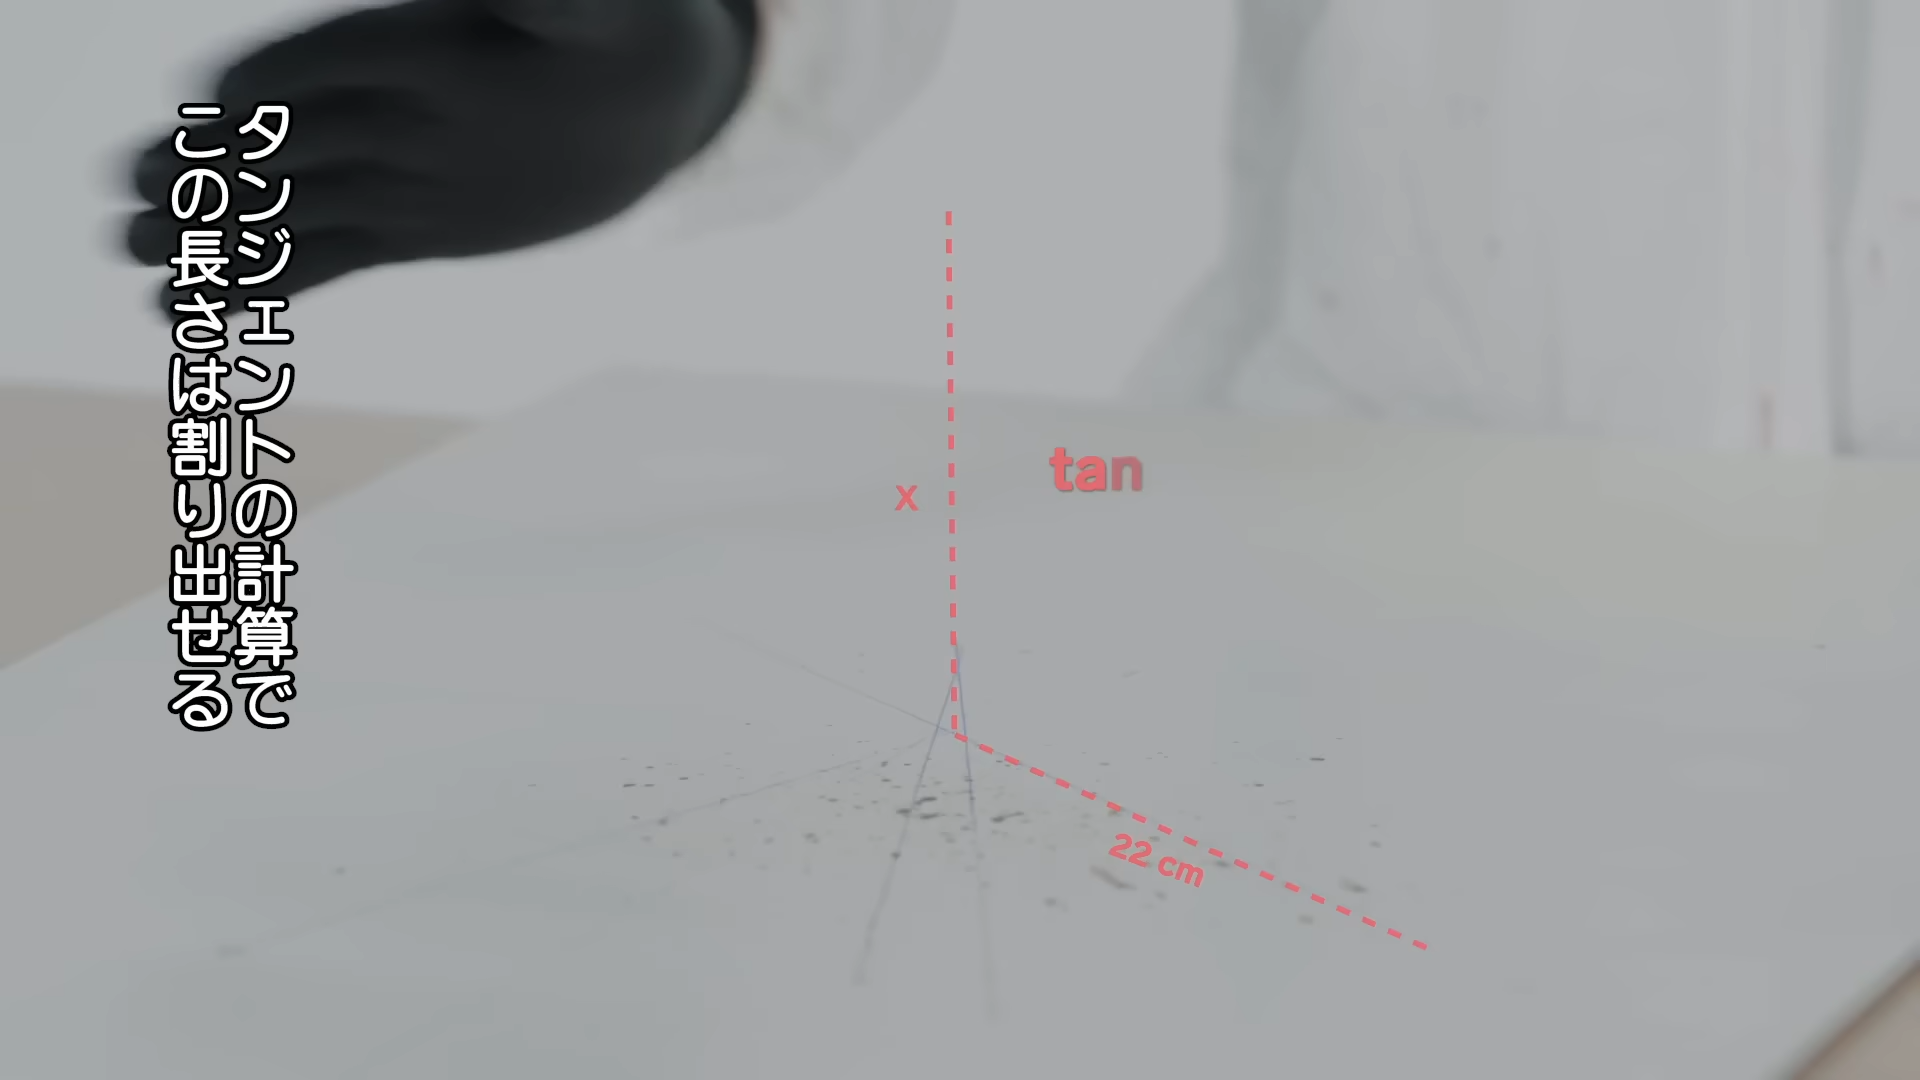 タンジェントの計算で
この長さは割り出せる
tan
x
22 cm